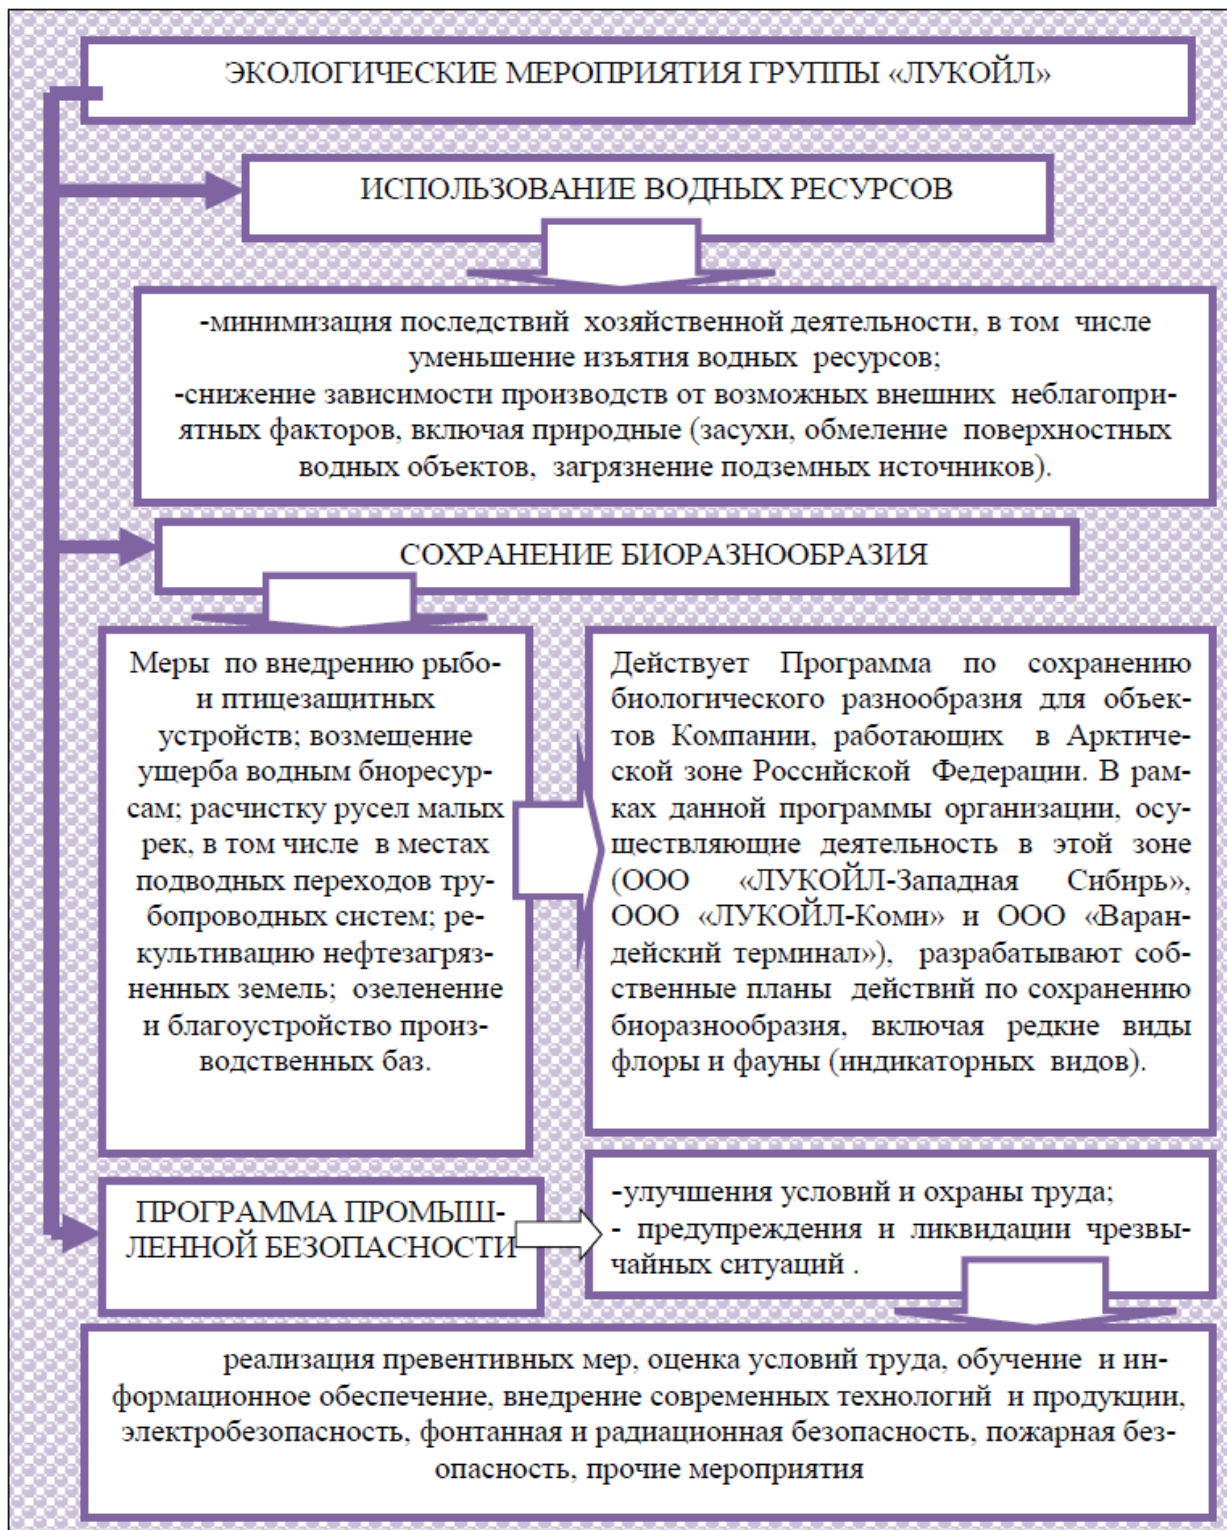 ЭКОЛОГИЧЕСКИЕ МЕРОПРИЯТИЯ ГРУППЫ «ЛУКОЙЛ»
ИСПОЛЬЗОВАНИЕ ВОДНЫХ РЕСУРСОВ
-минимизация последствий хозяйственной деятельности, в том числе
уменьшение изъятия водных ресурсов;
-снижение зависимости производств от возможных внешних неблагопри-
ятных факторов, включая природные (засухи, обмеление поверхностных
водных объектов, загрязнение подземных источников).
СОХРАНЕНИЕ БИОРАЗНООБРАЗИЯ
Меры по внедрению рыбо-
и птицезащитных
устройств; возмещение
ущерба водным биоресур-
сам; расчистку русел малых
рек, в том числе в местах
подводных переходов тру-
бопроводных систем; ре-
культивацию нефтезагряз-
ненных земель; озеленение
и благоустройство произ-
водственных баз.
Действует Программа по сохранению
биологического разнообразия для объек-
тов Компании, работающих в Арктиче-
ской зоне Российской Федерации. В рам-
ках данной программы организации, осу-
ществляющие деятельность в этой зоне
(ООО «ЛУКОЙЛ-Западная Сибирь»,
ООО «ЛУКОЙЛ-Коми» и ООО «Варан-
дейский терминал»), разрабатывают соб-
ственные планы действий по сохранению
биоразнообразия, включая редкие виды
флоры и фауны (индикаторных видов).
ПРОГРАММА ПРОМЫШ-
ЛЕННОЙ БЕЗОПАСНОСТИ
-улучшения условий и охраны труда;
- предупреждения и ликвидации чрезвы-
чайных ситуаций .
реализация превентивных мер, оценка условий труда, обучение и ин-
формационное обеспечение, внедрение современных технологий и продукции,
электробезопасность, фонтанная и радиационная безопасность, пожарная без-
опасность, прочие мероприятия